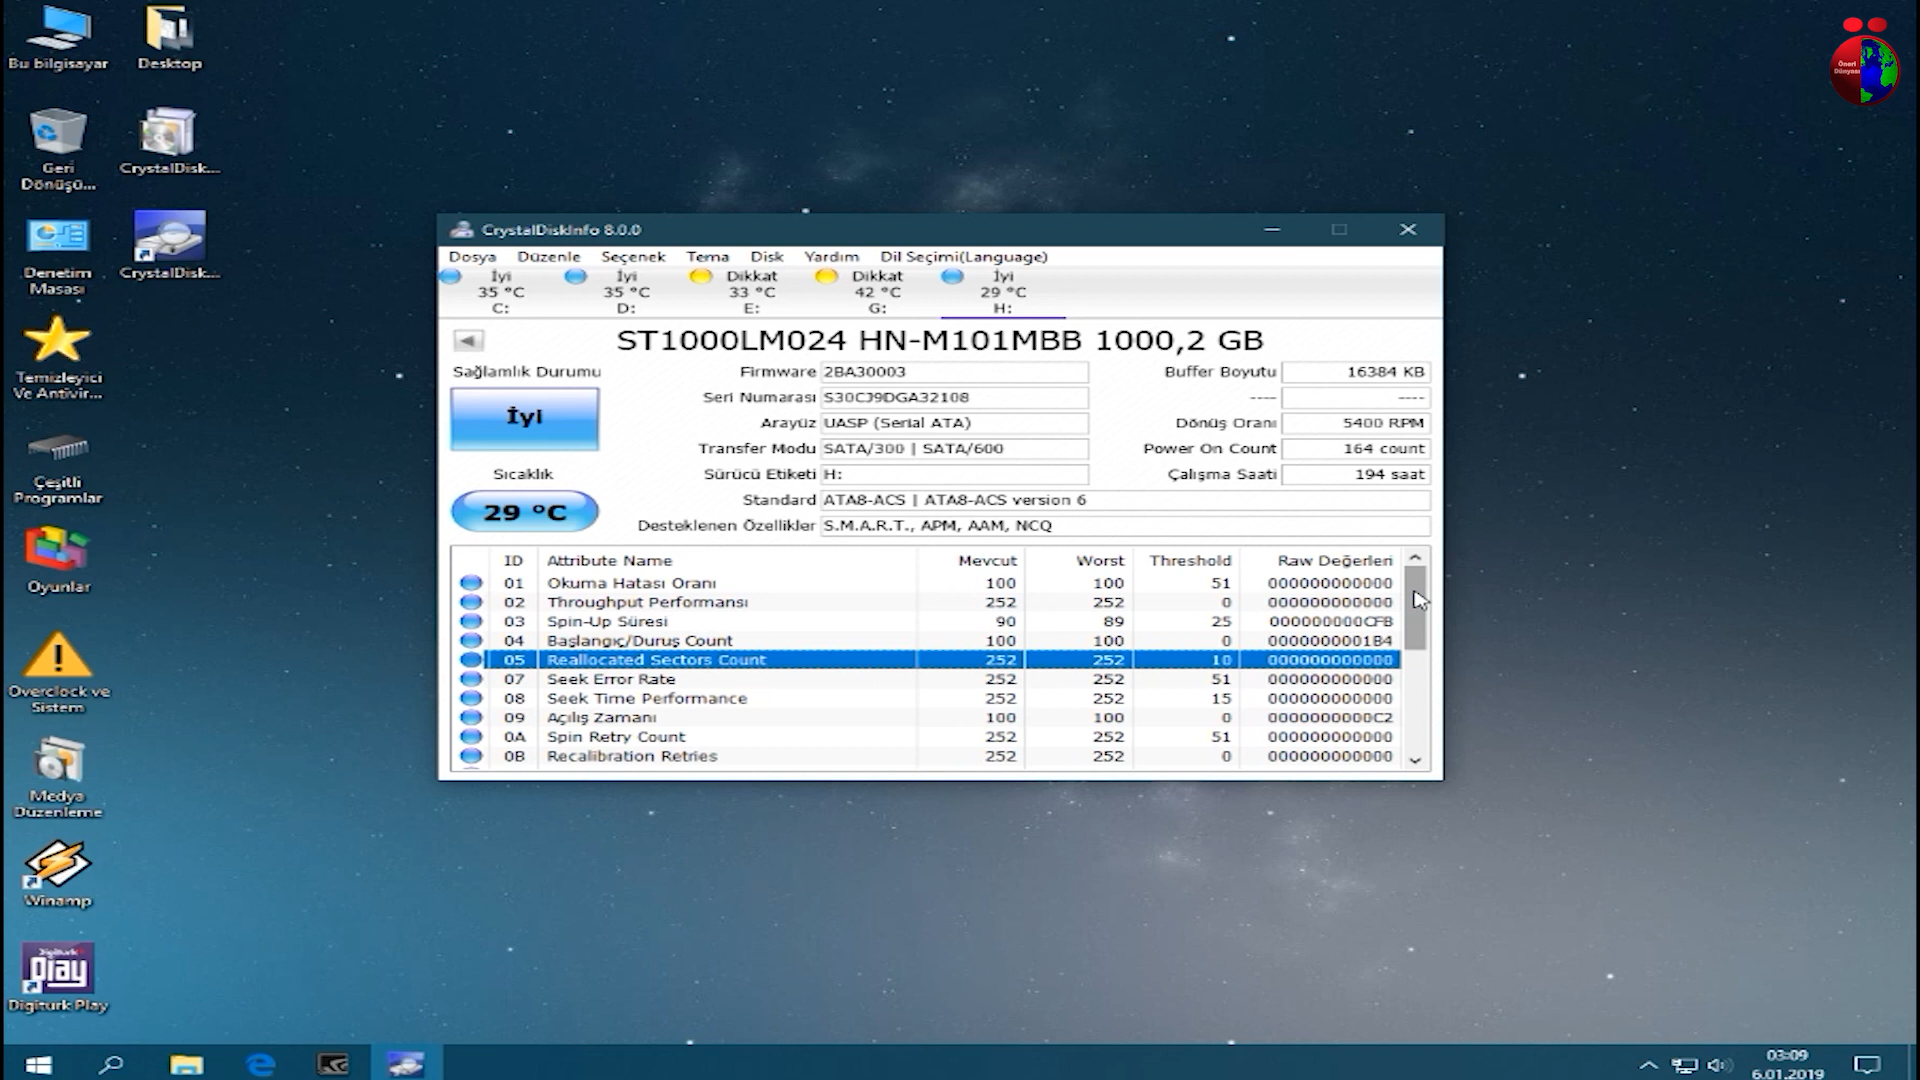 Bu bilgisayar
Desktop
Geri
Dönüşü...
CrystalDisk...
Denetim
Masası
CrystalDisk...
Temizleyici
Ve Antivir...
Çeşitli
Programlar
Oyunlar
Overclock ve
Sistem
Medya
Düzenleme
Winamp
Digiturk
play
Digiturk Play
Öneri
Dünyası
CrystalDiskInfo 8.0.0
Dosya Düzenle Seçenek Tema Disk Yardım Dil Seçimi(Language)
İyi İyi Dikkat Dikkat İyi
35 °C 35 °C 33 °C 42 °C 29 °C
C: D: E: G: H:
ST1000LM024 HN-M101MBB 1000,2 GB
Sağlamlık Durumu
İyi
Sıcaklık
29 °C
Firmware 2BA30003 Buffer Boyutu 16384 KB
Seri Numarası S30CJ9DGA32108 ---- ----
Arayüz UASP (Serial ATA) Dönüş Oranı 5400 RPM
Transfer Modu SATA/300 | SATA/600 Power On Count 164 count
Sürücü Etiketi H: Çalışma Saati 194 saat
Standard ATA8-ACS | ATA8-ACS version 6
Desteklenen Özellikler S.M.A.R.T., APM, AAM, NCQ
ID Attribute Name Mevcut Worst Threshold Raw Değerleri
01 Okuma Hatası Oranı 100 100 51 000000000000
02 Throughput Performansı 252 252 0 000000000000
03 Spin-Up Süresi 90 89 25 000000000CFB
04 Başlangıç/Duruş Count 100 100 0 0000000001B4
05 Reallocated Sectors Count 252 252 10 000000000000
07 Seek Error Rate 252 252 51 000000000000
08 Seek Time Performance 252 252 15 000000000000
09 Açılış Zamanı 100 100 0 0000000000C2
0A Spin Retry Count 252 252 51 000000000000
0B Recalibration Retries 252 252 0 000000000000
03:09
6.01.2019